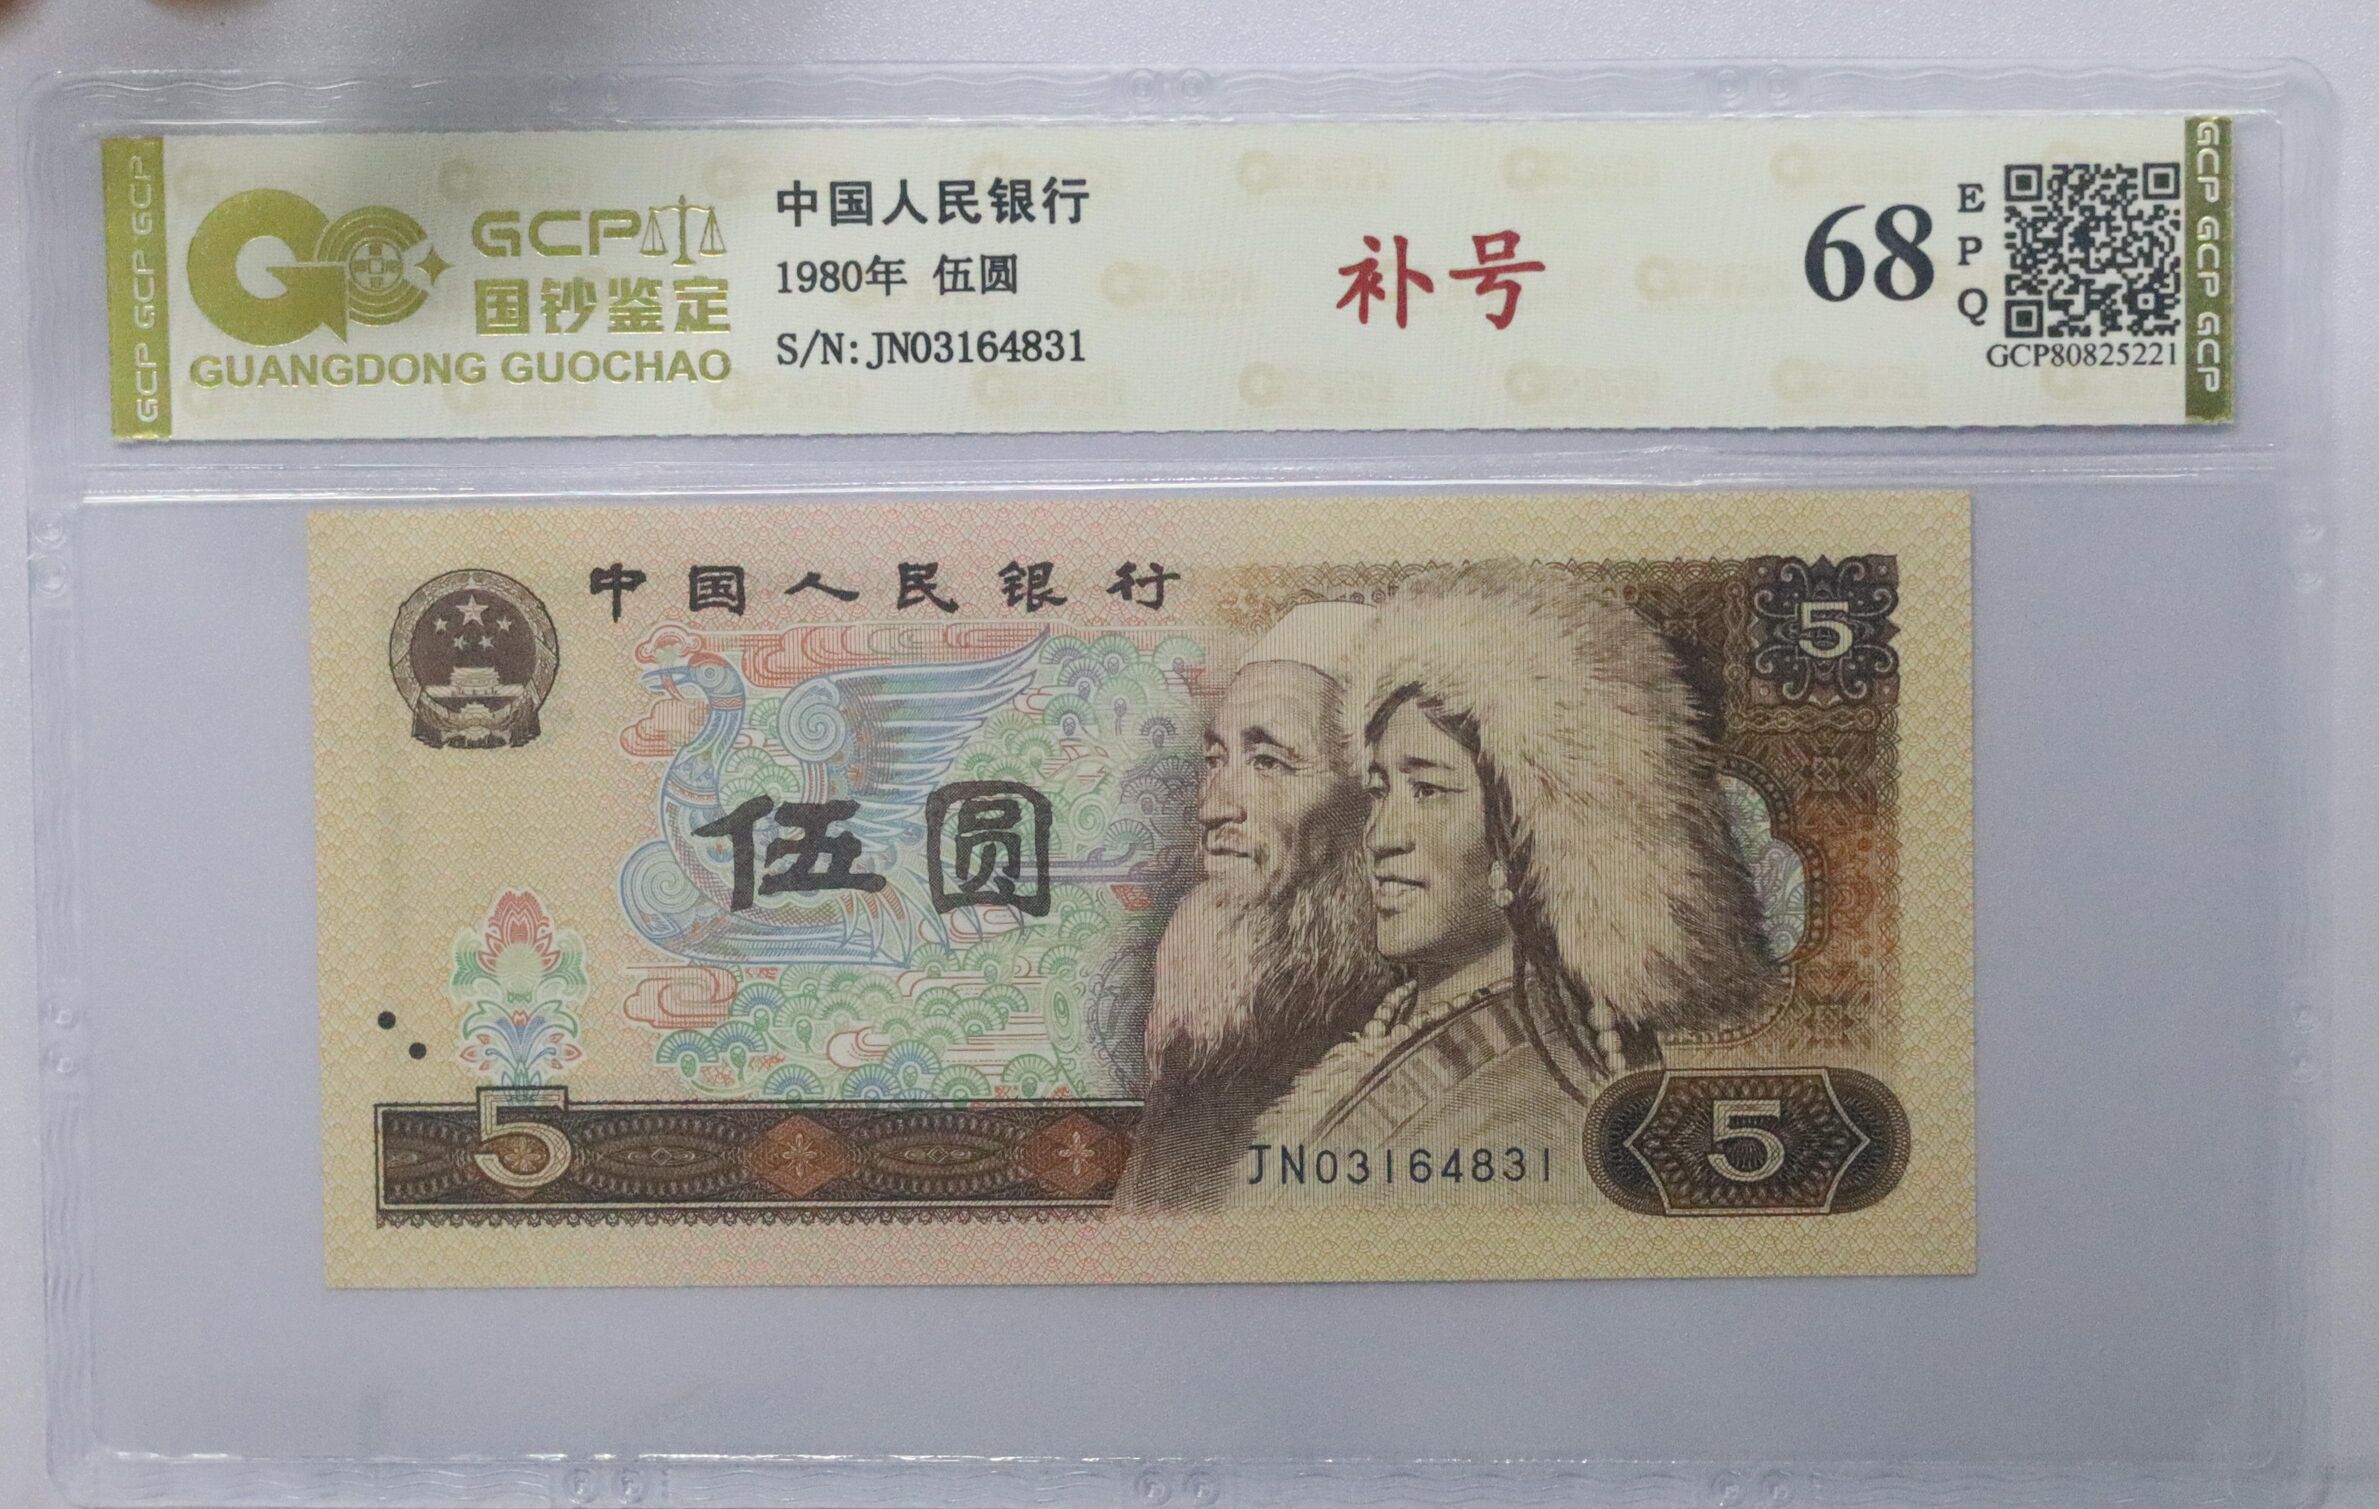 GCP
国钞鉴定
GUANGDONG GUOCHAO
中国人民银行
1980年 伍圆
S/N: JN03164831
补号
68
EPQ
GCP80825221
GCP GCP GCP
GCP GCP GCP
中国人民银行
5
伍圆
5
JN03164831
5